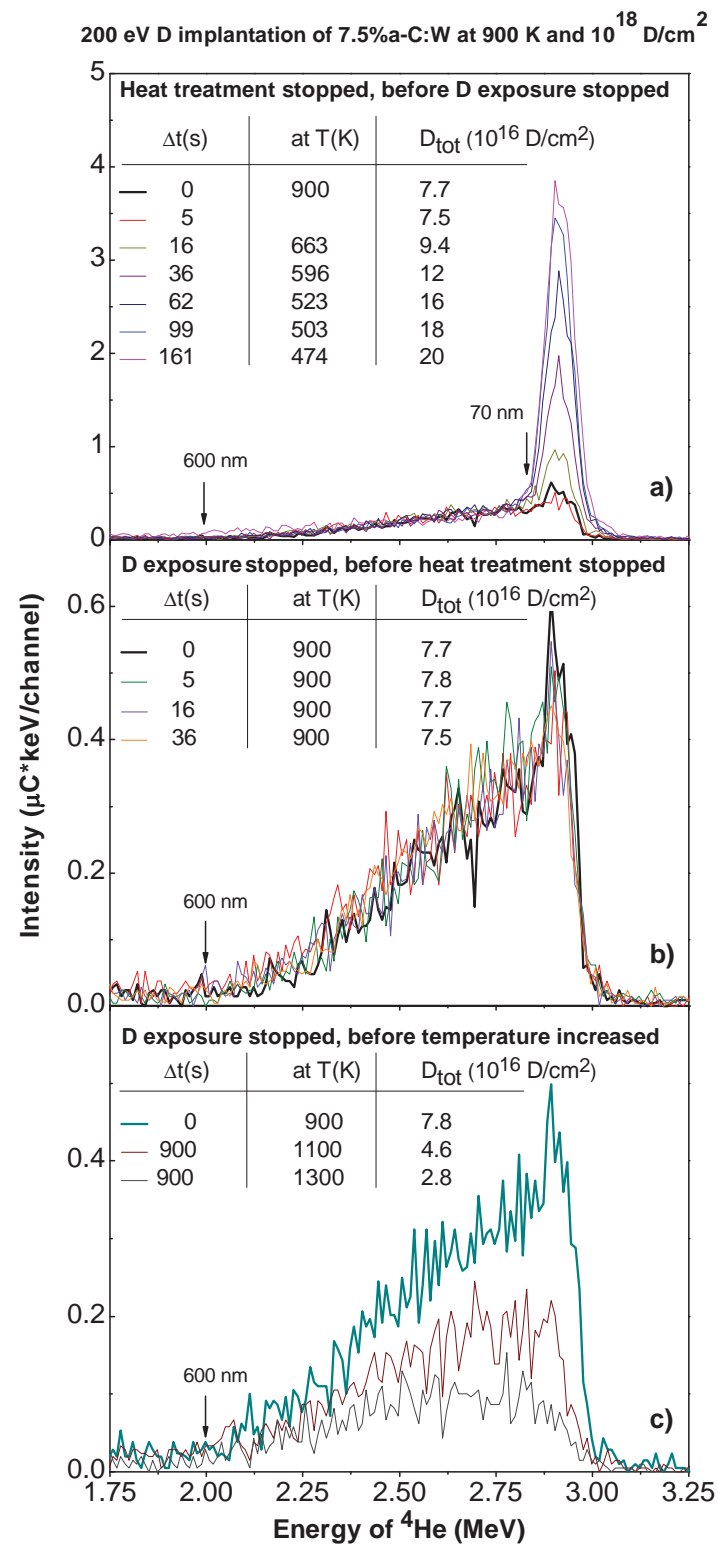 200 eV D implantation of 7.5%a-C:W at 900 K and 10^18 D/cm^2
Heat treatment stopped, before D exposure stopped
Δt(s) at T(K) D_tot (10^16 D/cm^2)
0 900 7.7
5 7.5
16 663 9.4
36 596 12
62 523 16
99 503 18
161 474 20
70 nm
600 nm
a)
5
4
3
2
1
0
D exposure stopped, before heat treatment stopped
Δt(s) at T(K) D_tot (10^16 D/cm^2)
0 900 7.7
5 900 7.8
16 900 7.7
36 900 7.5
600 nm
b)
0.6
0.4
0.2
0.0
Intensity (μC*keV/channel)
D exposure stopped, before temperature increased
Δt(s) at T(K) D_tot (10^16 D/cm^2)
0 900 7.8
900 1100 4.6
900 1300 2.8
600 nm
c)
0.4
0.2
0.0
1.75 2.00 2.25 2.50 2.75 3.00 3.25
Energy of ^4He (MeV)